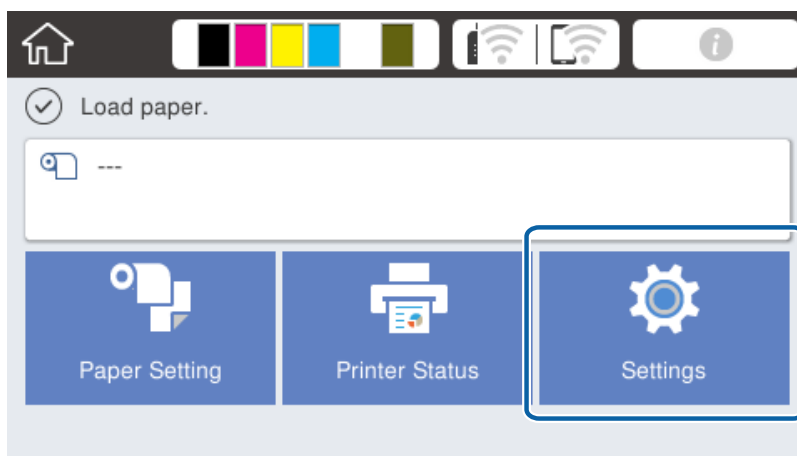 Load paper.
---
Paper Setting
Printer Status
Settings